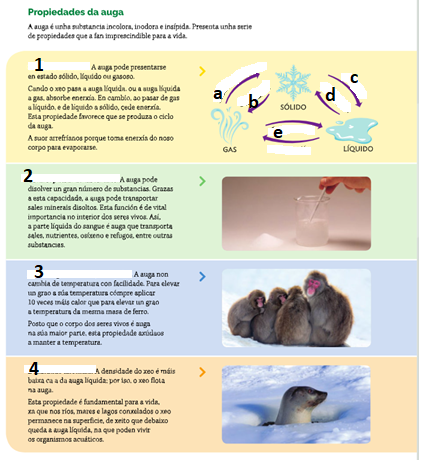 Propiedades da auga
A auga é unha substancia incolora, inodora e insípida. Presenta unha serie
de propiedades que a fan imprescindible para a vida.
1
A auga pode presentarse
en estado sólido, líquido ou gasoso.
Cando o xeo pasa a auga líquida, ou a auga líquida
a gas, absorbe enerxía. En cambio, ao pasar de gas
a líquido, e de líquido a sólido, cede enerxía.
Esta propiedade favorece que se produza o ciclo
da auga.
A suor arrefríanos porque toma enerxía do noso
corpo para evaporarse.
a
b
c
d
e
SÓLIDO
GAS
LÍQUIDO
2
A auga pode
disolver un gran número de substancias. Grazas
a esta capacidade, a auga pode transportar
sales minerais disoltos. Esta función é de vital
importancia no interior dos seres vivos. Así,
a parte líquida do sangue é auga que transporta
sales, nutrientes, osíxeno e refugos, entre outras
substancias.
3
A auga non
cambia de temperatura con facilidade. Para elevar
un grao a súa temperatura cómpre aplicar
10 veces máis calor que para elevar un grao
a temperatura da mesma masa de ferro.
Posto que o corpo dos seres vivos é auga
na súa maior parte, esta propiedade axúdaos
a manter a temperatura.
4
A densidade do xeo é máis
baixa ca a da auga líquida; por iso, o xeo flota
na auga.
Esta propiedade é fundamental para a vida,
xa que nos ríos, mares e lagos conxelados o xeo
permanece na superficie, de xeito que debaixo
queda a auga líquida, na que poden vivir
os organismos acuáticos.